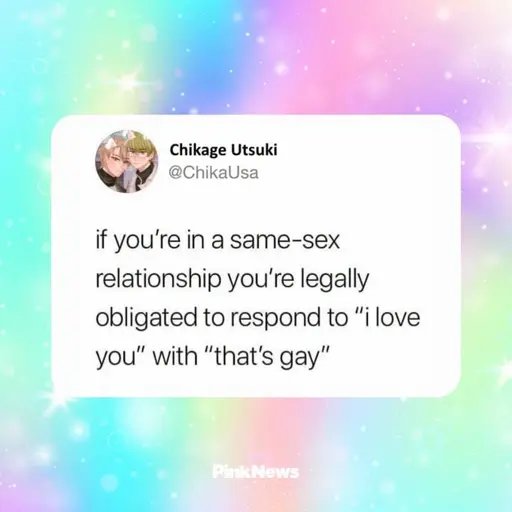 Chikage Utsuki
@ChikaUsa
if you're in a same-sex
relationship you're legally
obligated to respond to “i love
you” with “that's gay”
PinkNews